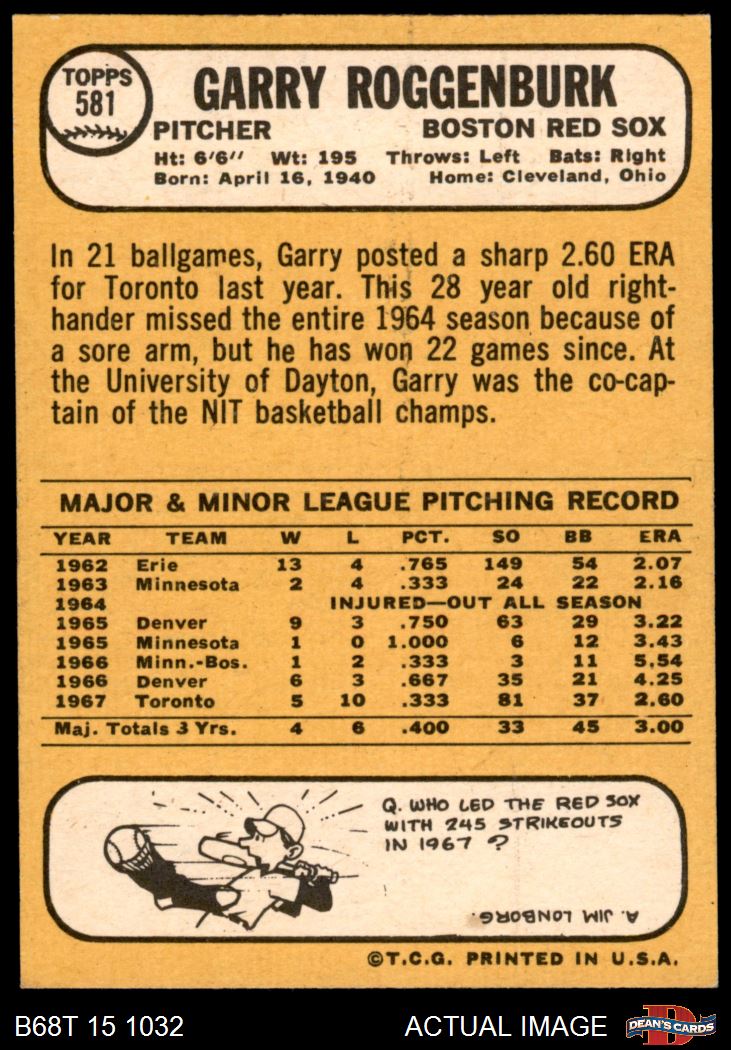 TOPPS
581
GARRY ROGGENBURK
PITCHER BOSTON RED SOX
Ht: 6'6" Wt: 195 Throws: Left Bats: Right
Born: April 16, 1940 Home: Cleveland, Ohio
In 21 ballgames, Garry posted a sharp 2.60 ERA
for Toronto last year. This 28 year old right-
hander missed the entire 1964 season because of
a sore arm, but he has won 22 games since. At
the University of Dayton, Garry was the co-cap-
tain of the NIT basketball champs.
MAJOR & MINOR LEAGUE PITCHING RECORD
YEAR TEAM W L PCT. SO BB ERA
1962 Erie 13 4 .765 149 54 2.07
1963 Minnesota 2 4 .333 24 22 2.16
1964 INJURED—OUT ALL SEASON
1965 Denver 9 3 .750 63 29 3.22
1965 Minnesota 1 0 1.000 6 12 3.43
1966 Minn.-Bos. 1 2 .333 3 11 5.54
1966 Denver 6 3 .667 35 21 4.25
1967 Toronto 5 10 .333 81 37 2.60
Maj. Totals 3 Yrs. 4 6 .400 33 45 3.00
Q. WHO LED THE RED SOX
WITH 245 STRIKEOUTS
IN 1967 ?
A. JIM LONBORG.
©T.C.G. PRINTED IN U.S.A.
B68T 15 1032 ACTUAL IMAGE
DEAN'S CARDS